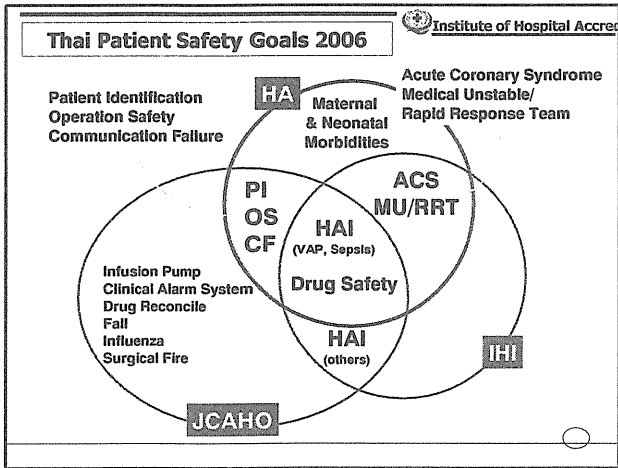 Institute of Hospital Accred
Thai Patient Safety Goals 2006
HA
Patient Identification
Operation Safety
Communication Failure
Maternal
& Neonatal
Morbidities
Acute Coronary Syndrome
Medical Unstable/
Rapid Response Team
PI
OS
CF
ACS
MU/RRT
HAI
(VAP, Sepsis)
Drug Safety
Infusion Pump
Clinical Alarm System
Drug Reconcile
Fall
Influenza
Surgical Fire
HAI
(others)
IHI
JCAHO